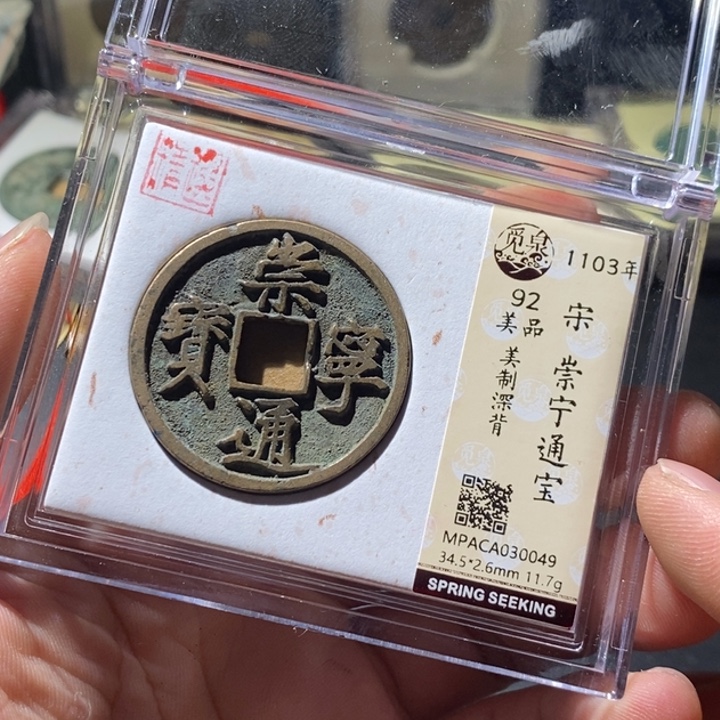 崇寧通寶
觅泉
1103年
宋 崇宁通宝
92
美品
美制深背
MPACA030049
34.5*2.6mm 11.7g
SPRING SEEKING